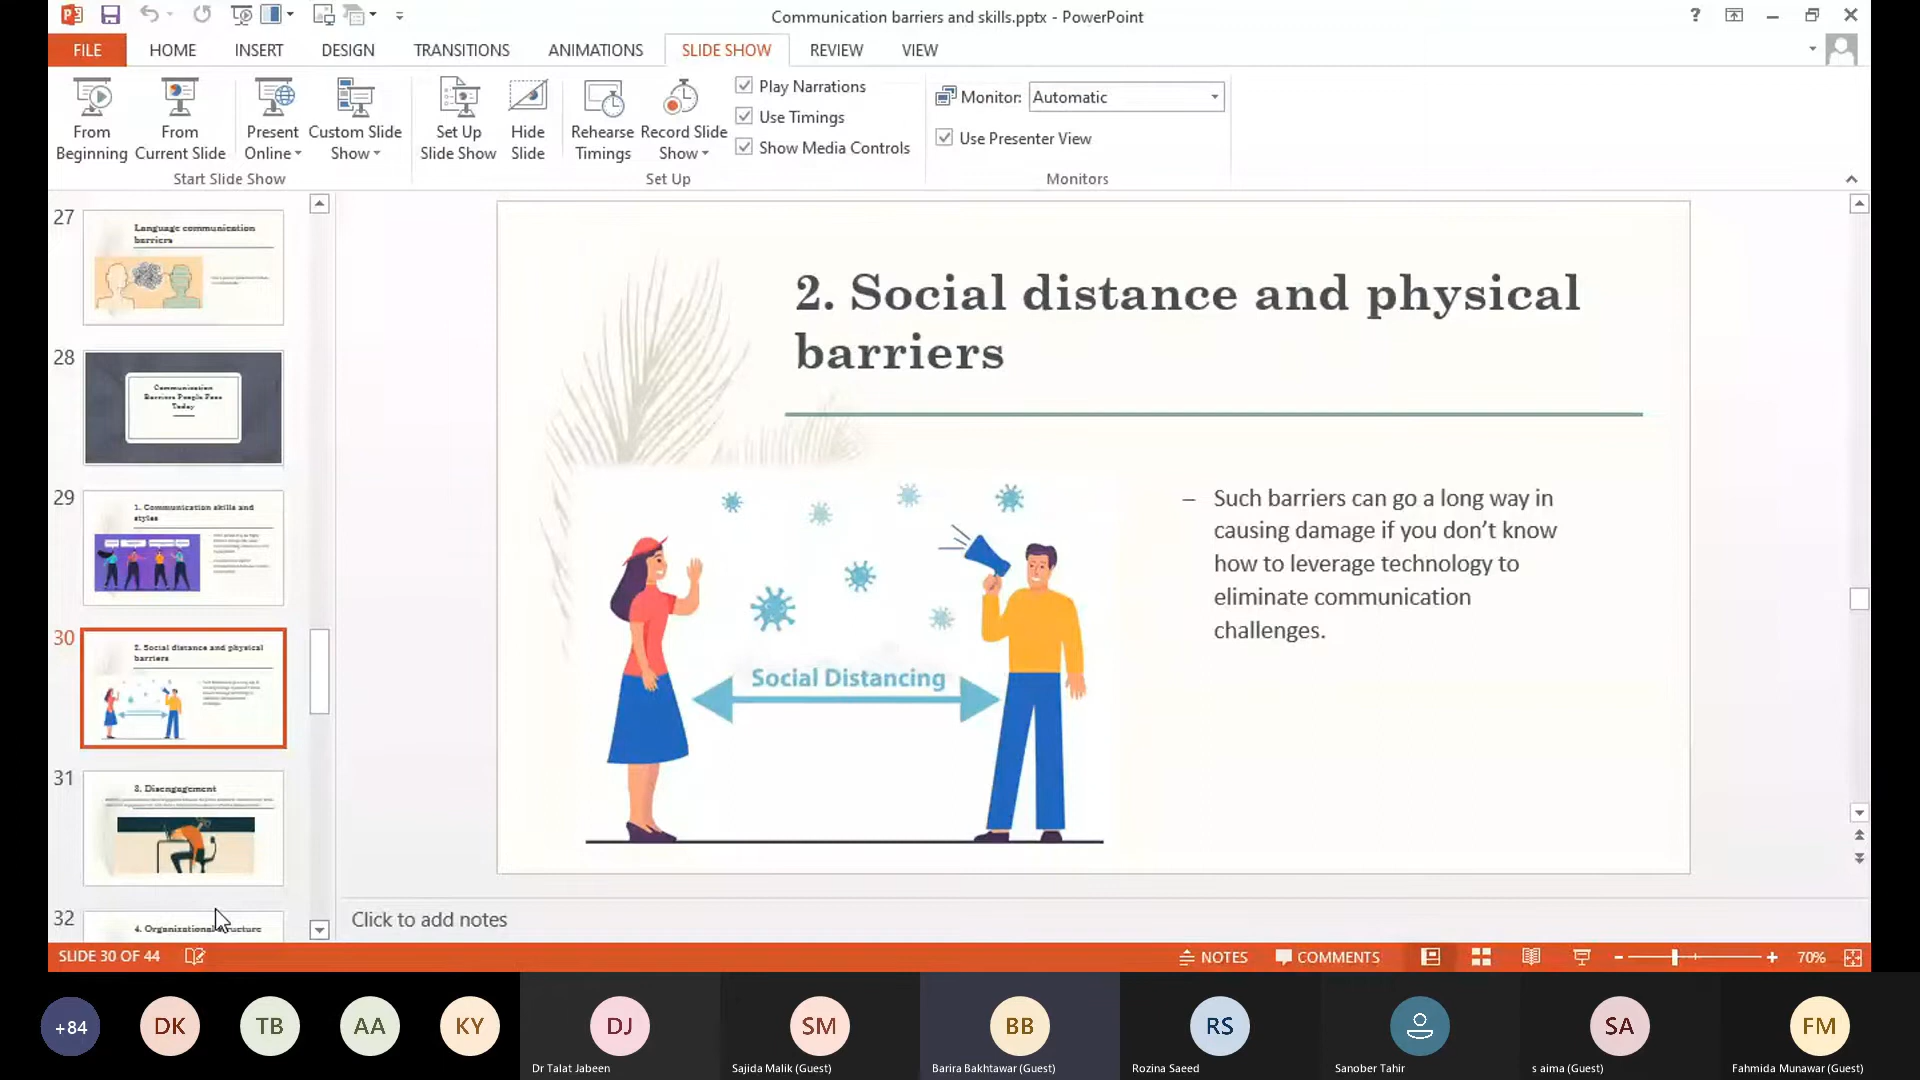 Communication barriers and skills.pptx - PowerPoint
FILE HOME INSERT DESIGN TRANSITIONS ANIMATIONS SLIDE SHOW REVIEW VIEW
From Beginning
From Current Slide
Present Online
Custom Slide Show
Set Up Slide Show
Hide Slide
Rehearse Timings
Record Slide Show
Play Narrations
Use Timings
Show Media Controls
Monitor: Automatic
Use Presenter View
Start Slide Show
Set Up
Monitors
27
Language communication
barriers
28
Communication
Barriers People Face
Today
29
1. Communication skills and
styles
30
2. Social distance and physical
barriers
31
3. Disengagement
32
4. Organizational structure
2. Social distance and physical
barriers
– Such barriers can go a long way in
causing damage if you don’t know
how to leverage technology to
eliminate communication
challenges.
Social Distancing
Click to add notes
SLIDE 30 OF 44
NOTES COMMENTS 70%
+84 DK TB AA KY DJ SM BB RS SA FM
Dr Talat Jabeen
Sajida Malik (Guest)
Barira Bakhtawar (Guest)
Rozina Saeed
Sanober Tahir
s aima (Guest)
Fahmida Munawar (Guest)